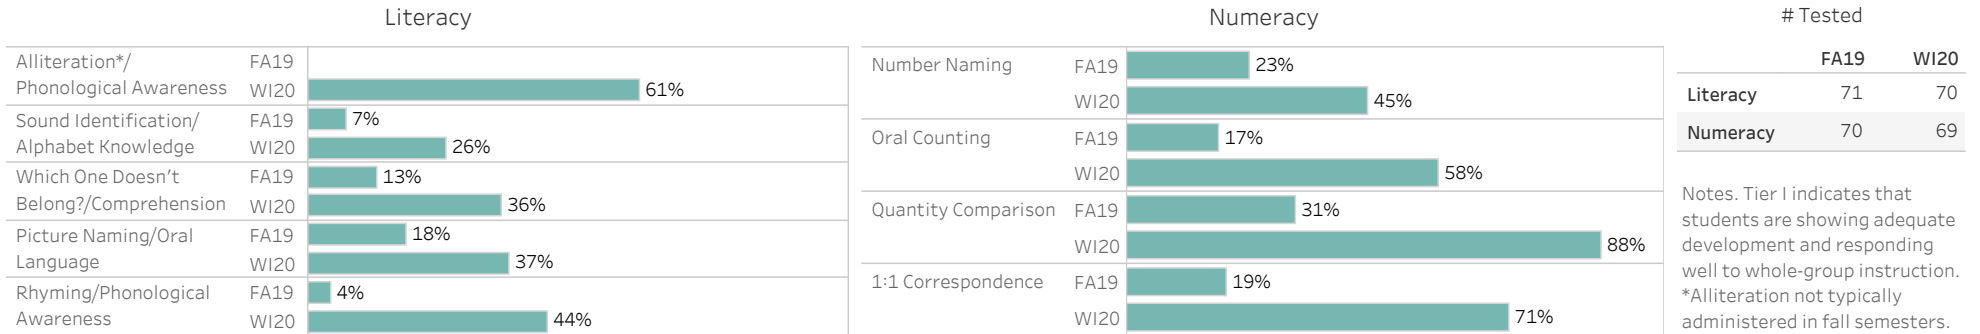 Literacy
Alliteration*/ FA19
Phonological Awareness WI20 61%
Sound Identification/ FA19 7%
Alphabet Knowledge WI20 26%
Which One Doesn't FA19 13%
Belong?/Comprehension WI20 36%
Picture Naming/Oral FA19 18%
Language WI20 37%
Rhyming/Phonological FA19 4%
Awareness WI20 44%
Numeracy
Number Naming FA19 23%
WI20 45%
Oral Counting FA19 17%
WI20 58%
Quantity Comparison FA19 31%
WI20 88%
1:1 Correspondence FA19 19%
WI20 71%
# Tested
FA19 WI20
Literacy 71 70
Numeracy 70 69
Notes. Tier I indicates that
students are showing adequate
development and responding
well to whole-group instruction.
*Alliteration not typically
administered in fall semesters.